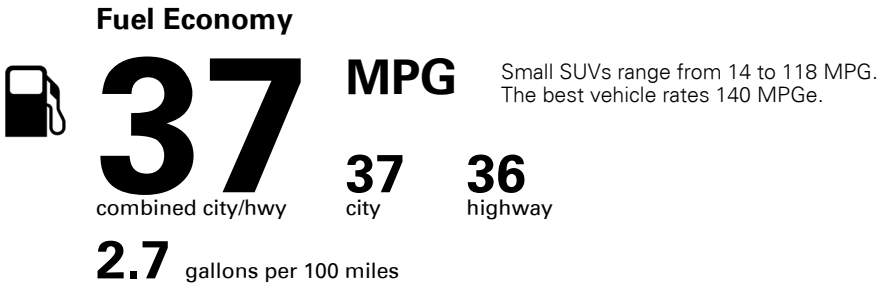 Fuel Economy
37 MPG
Small SUVs range from 14 to 118 MPG.
The best vehicle rates 140 MPGe.
combined city/hwy
37
city
36
highway
2.7 gallons per 100 miles